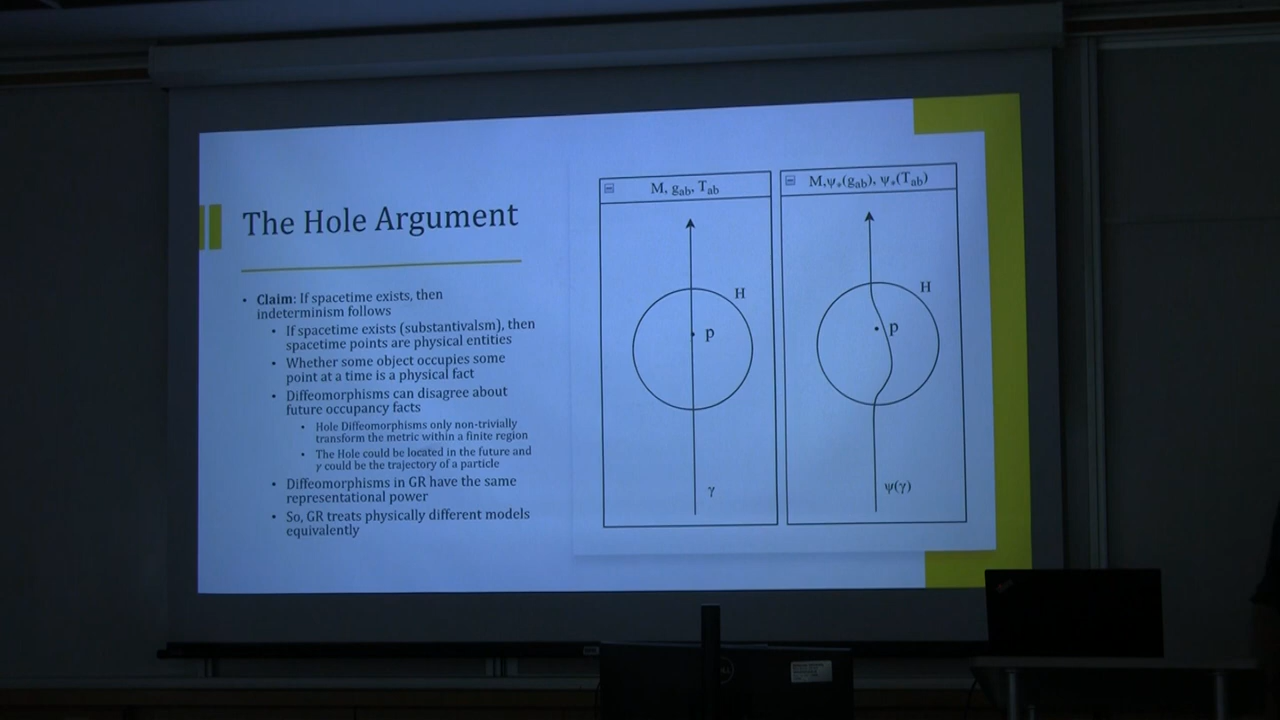 The Hole Argument
• Claim: If spacetime exists, then
indeterminism follows
• If spacetime exists (substantivalsm), then
spacetime points are physical entities
• Whether some object occupies some
point at a time is a physical fact
• Diffeomorphisms can disagree about
future occupancy facts
• Hole Diffeomorphisms only non-trivially
transform the metric within a finite region
• The Hole could be located in the future and
γ could be the trajectory of a particle
• Diffeomorphisms in GR have the same
representational power
• So, GR treats physically different models
equivalently
M, gab, Tab
H
p
γ
M,ψ*(gab), ψ*(Tab)
H
p
ψ(γ)